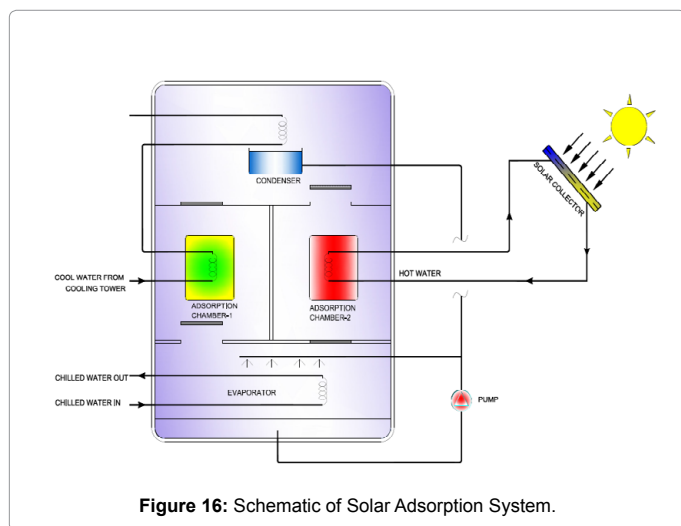 CONDENSER
SOLAR COLLECTOR
HOT WATER
COOL WATER FROM
COOLING TOWER
ADSORPTION
CHAMBER-1
ADSORPTION
CHAMBER-2
CHILLED WATER OUT
EVAPORATOR
CHILLED WATER IN
PUMP
Figure 16: Schematic of Solar Adsorption System.